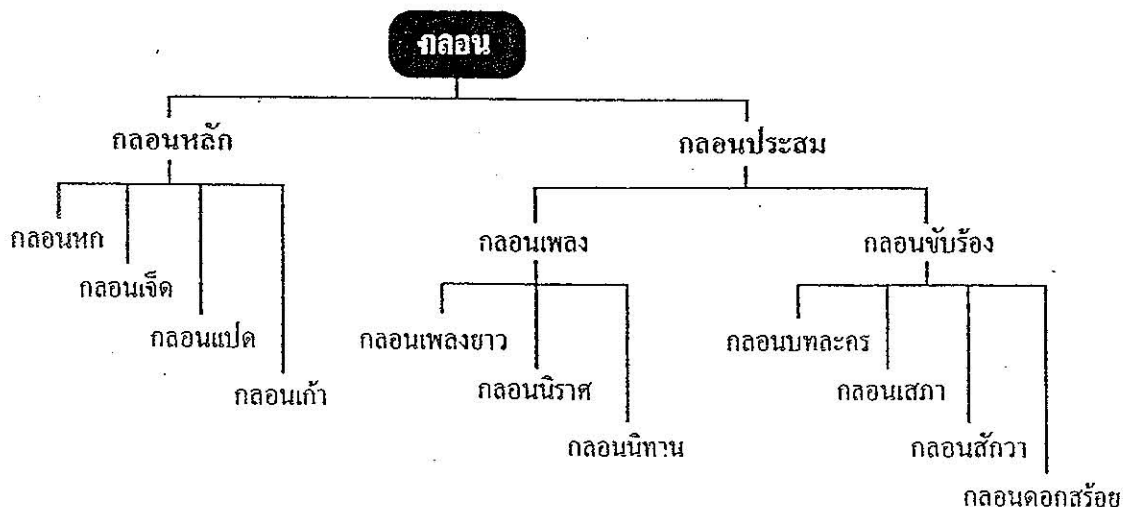 กลอน
กลอนหลัก
กลอนประสม
กลอนหก
กลอนเจ็ด
กลอนแปด
กลอนเก้า
กลอนเพลง
กลอนขับร้อง
กลอนเพลงยาว
กลอนนิราศ
กลอนนิทาน
กลอนบทละคร
กลอนเสภา
กลอนสักวา
กลอนดอกสร้อย